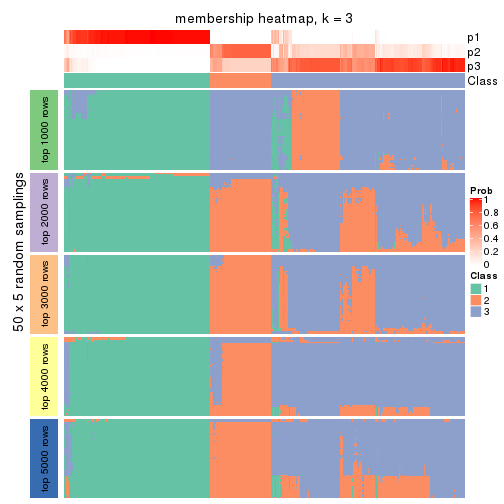 membership heatmap, k = 3
p1
p2
p3
Class
50 x 5 random samplings
top 1000 rows
top 2000 rows
top 3000 rows
top 4000 rows
top 5000 rows
Prob
1
0.8
0.6
0.4
0.2
0
Class
1
2
3